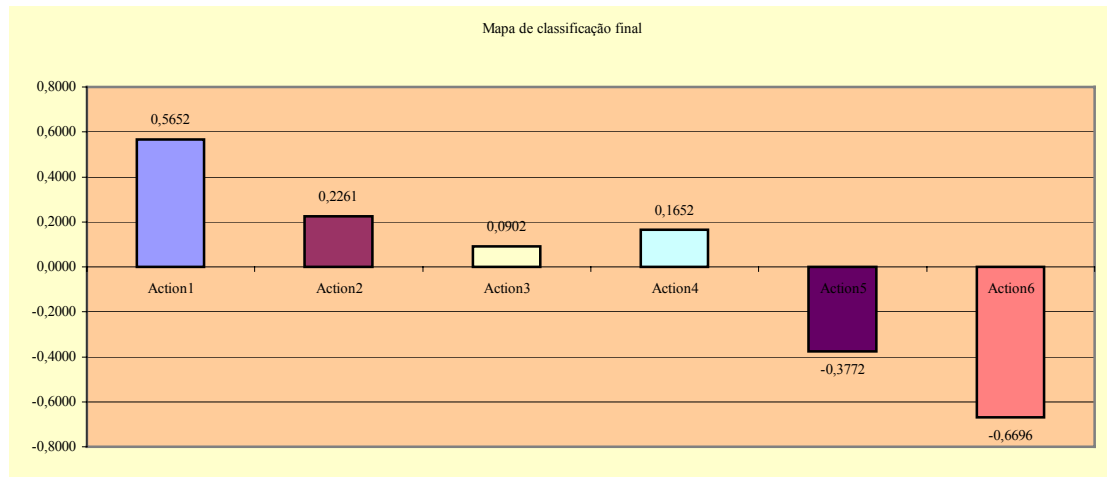 Mapa de classificação final
0,8000
0,6000
0,4000
0,2000
0,0000
-0,2000
-0,4000
-0,6000
-0,8000
0,5652
0,2261
0,0902
0,1652
-0,3772
-0,6696
Action1
Action2
Action3
Action4
Action5
Action6